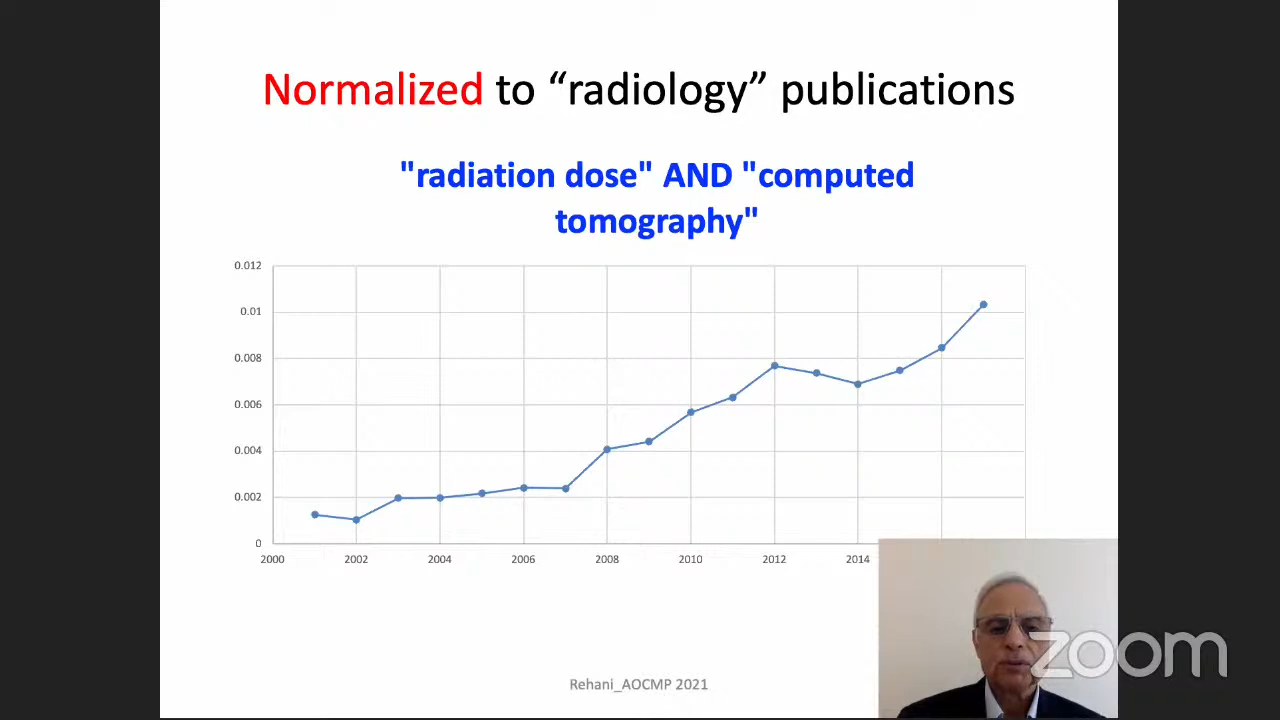 Normalized to “radiology” publications
"radiation dose" AND "computed
tomography"
0.012
0.01
0.008
0.006
0.004
0.002
0
2000 2002 2004 2006 2008 2010 2012 2014
zoom
Rehani_AOCMP 2021